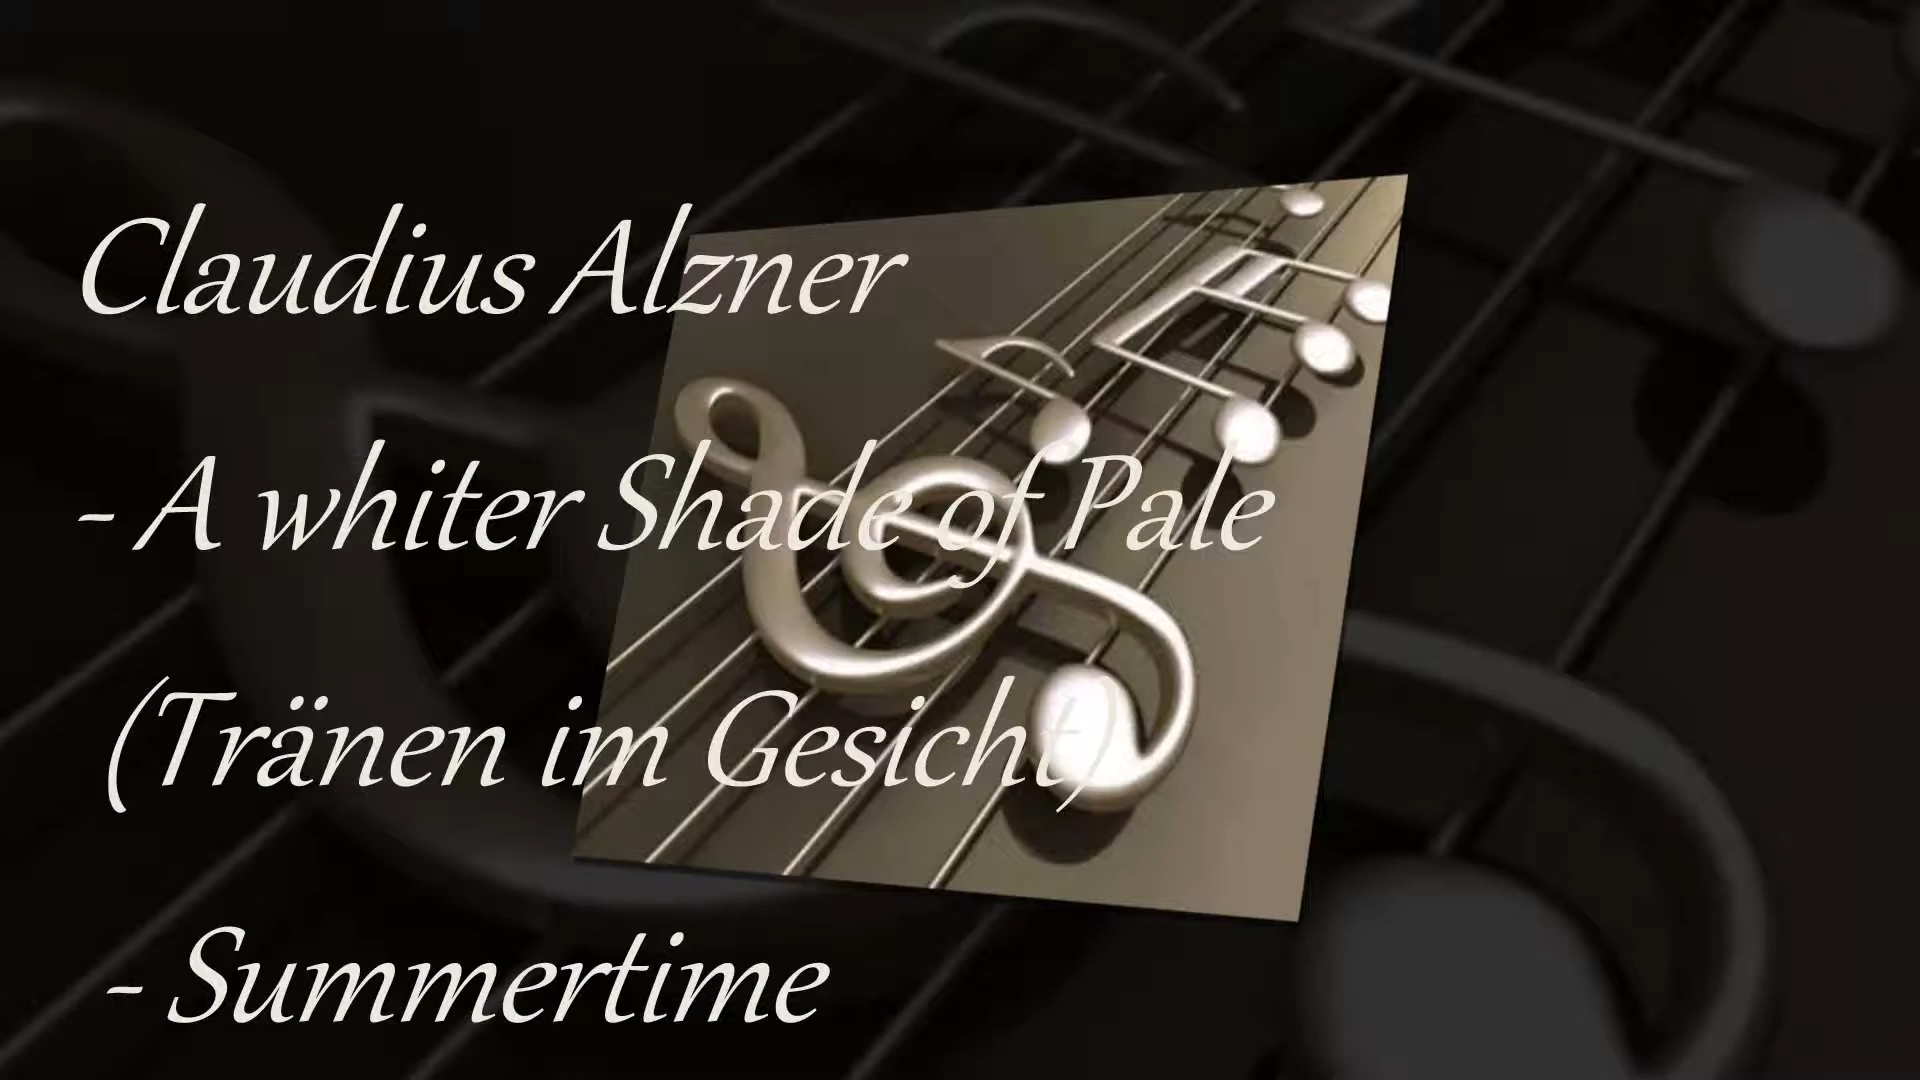 Claudius Alzner
- A whiter Shade of Pale
(Tränen im Gesicht)
- Summertime